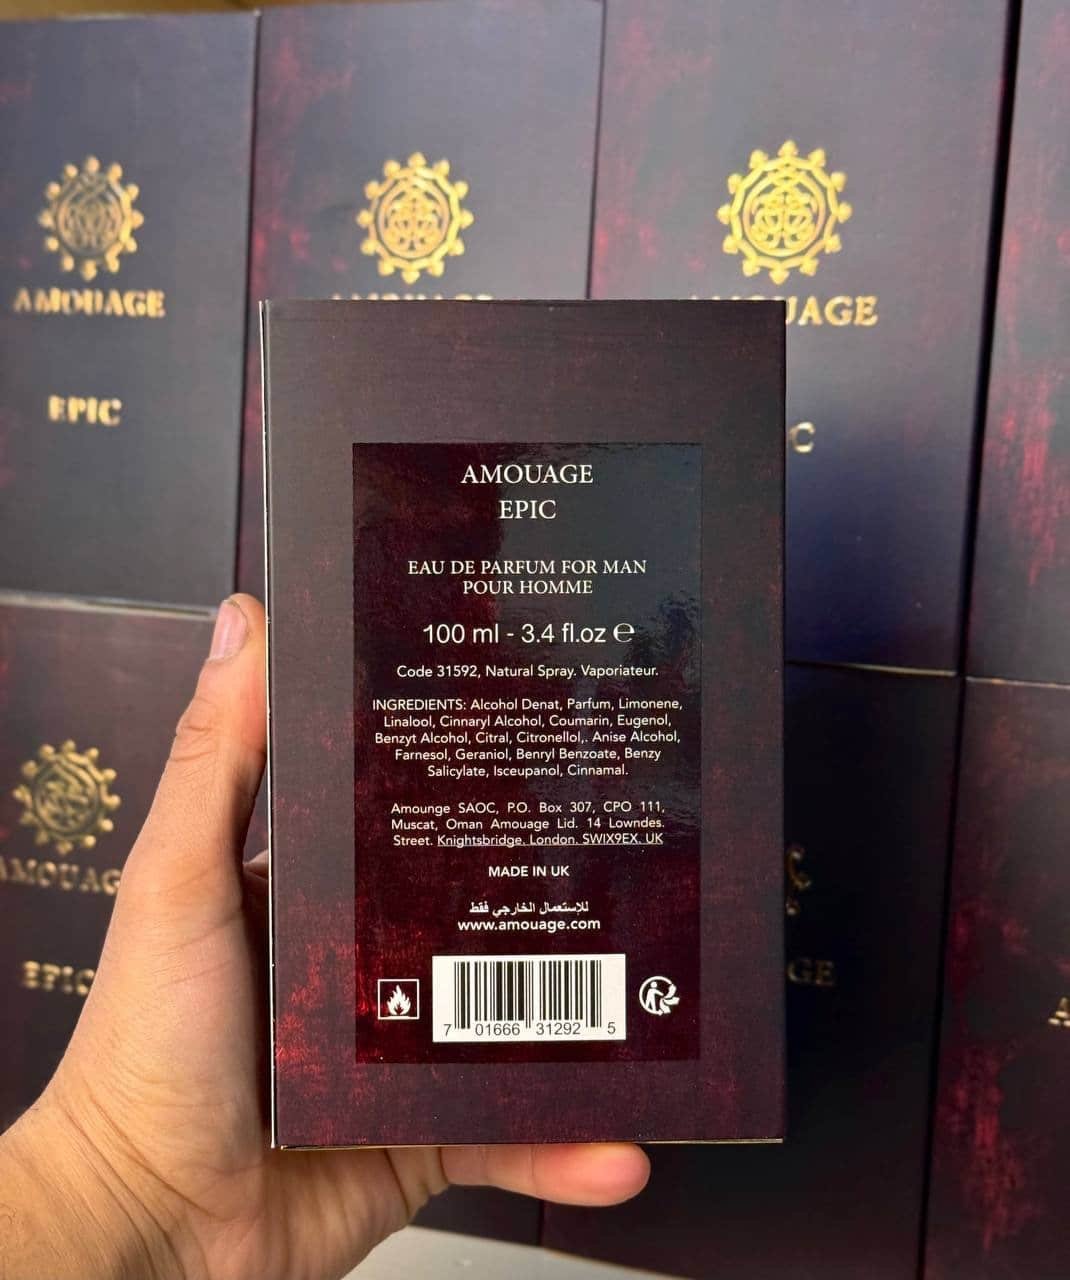 AMOUAGE
EPIC
AMOUAGE
EPIC
EAU DE PARFUM FOR MAN
POUR HOMME
100 ml - 3.4 fl.oz ℮
Code 31592, Natural Spray. Vaporiateur.
INGREDIENTS: Alcohol Denat, Parfum, Limonene,
Linalool, Cinnaryl Alcohol, Coumarin, Eugenol,
Benzyt Alcohol, Citral, Citronellol,. Anise Alcohol,
Farnesol, Geraniol, Benryl Benzoate, Benzy
Salicylate, Isceupanol, Cinnamal.
Amounge SAOC, P.O. Box 307, CPO 111,
Muscat, Oman Amouage Lid. 14 Lowndes.
Street. Knightsbridge. London. SWIX9EX. UK
MADE IN UK
للاستعمال الخارجي فقط
www.amouage.com
7 01666 31292 5